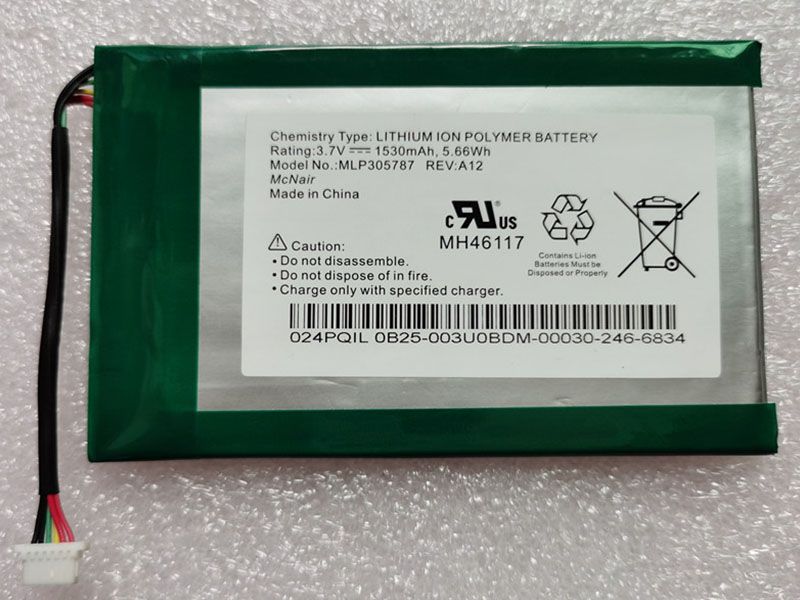 Chemistry Type: LITHIUM ION POLYMER BATTERY
Rating:3.7V ⎓ 1530mAh, 5.66Wh
Model No.:MLP305787 REV:A12
McNair
Made in China
c RU® US
MH46117
Contains Li-ion
Batteries Must be
Disposed or Properly
Caution:
• Do not disassemble.
• Do not dispose of in fire.
• Charge only with specified charger.
024PQIL 0B25-003U0BDM-00030-246-6834